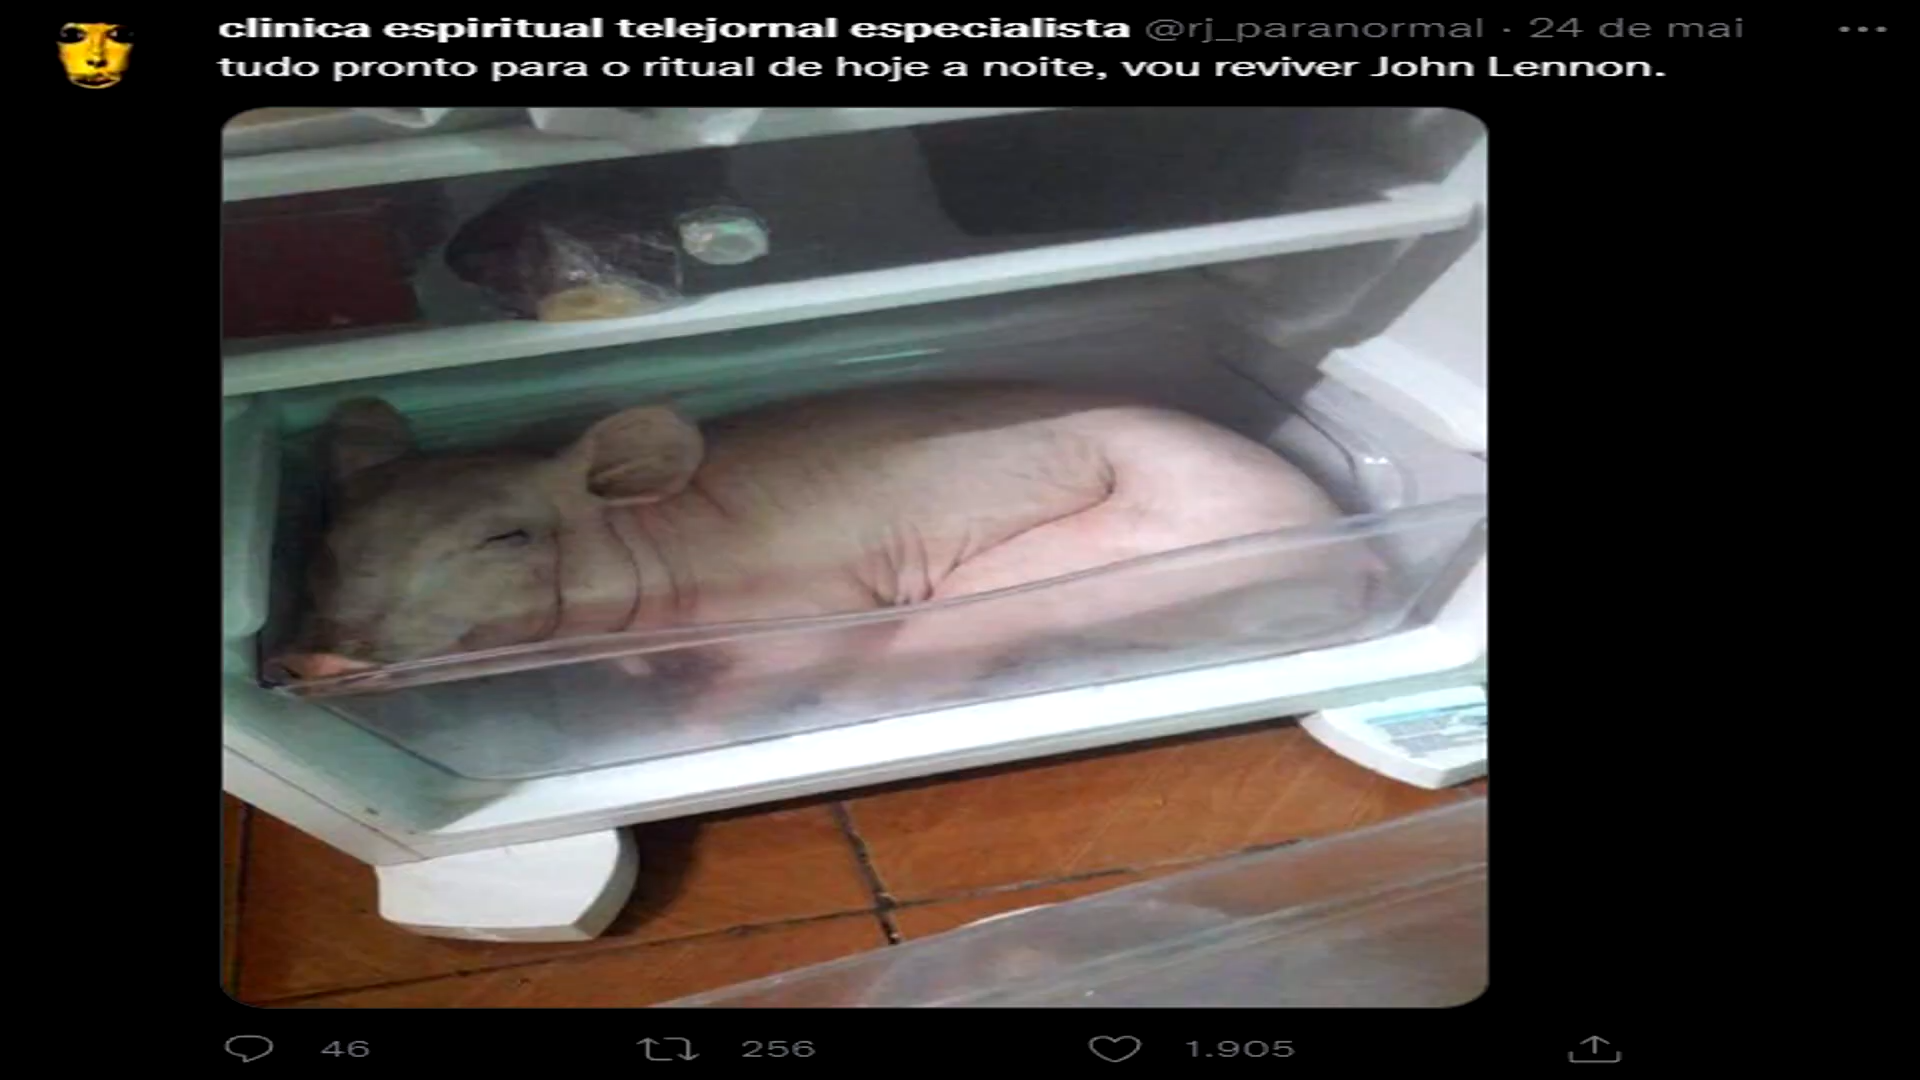 clinica espiritual telejornal especialista @rj_paranormal · 24 de mai
tudo pronto para o ritual de hoje a noite, vou reviver John Lennon.
46 256 1.905